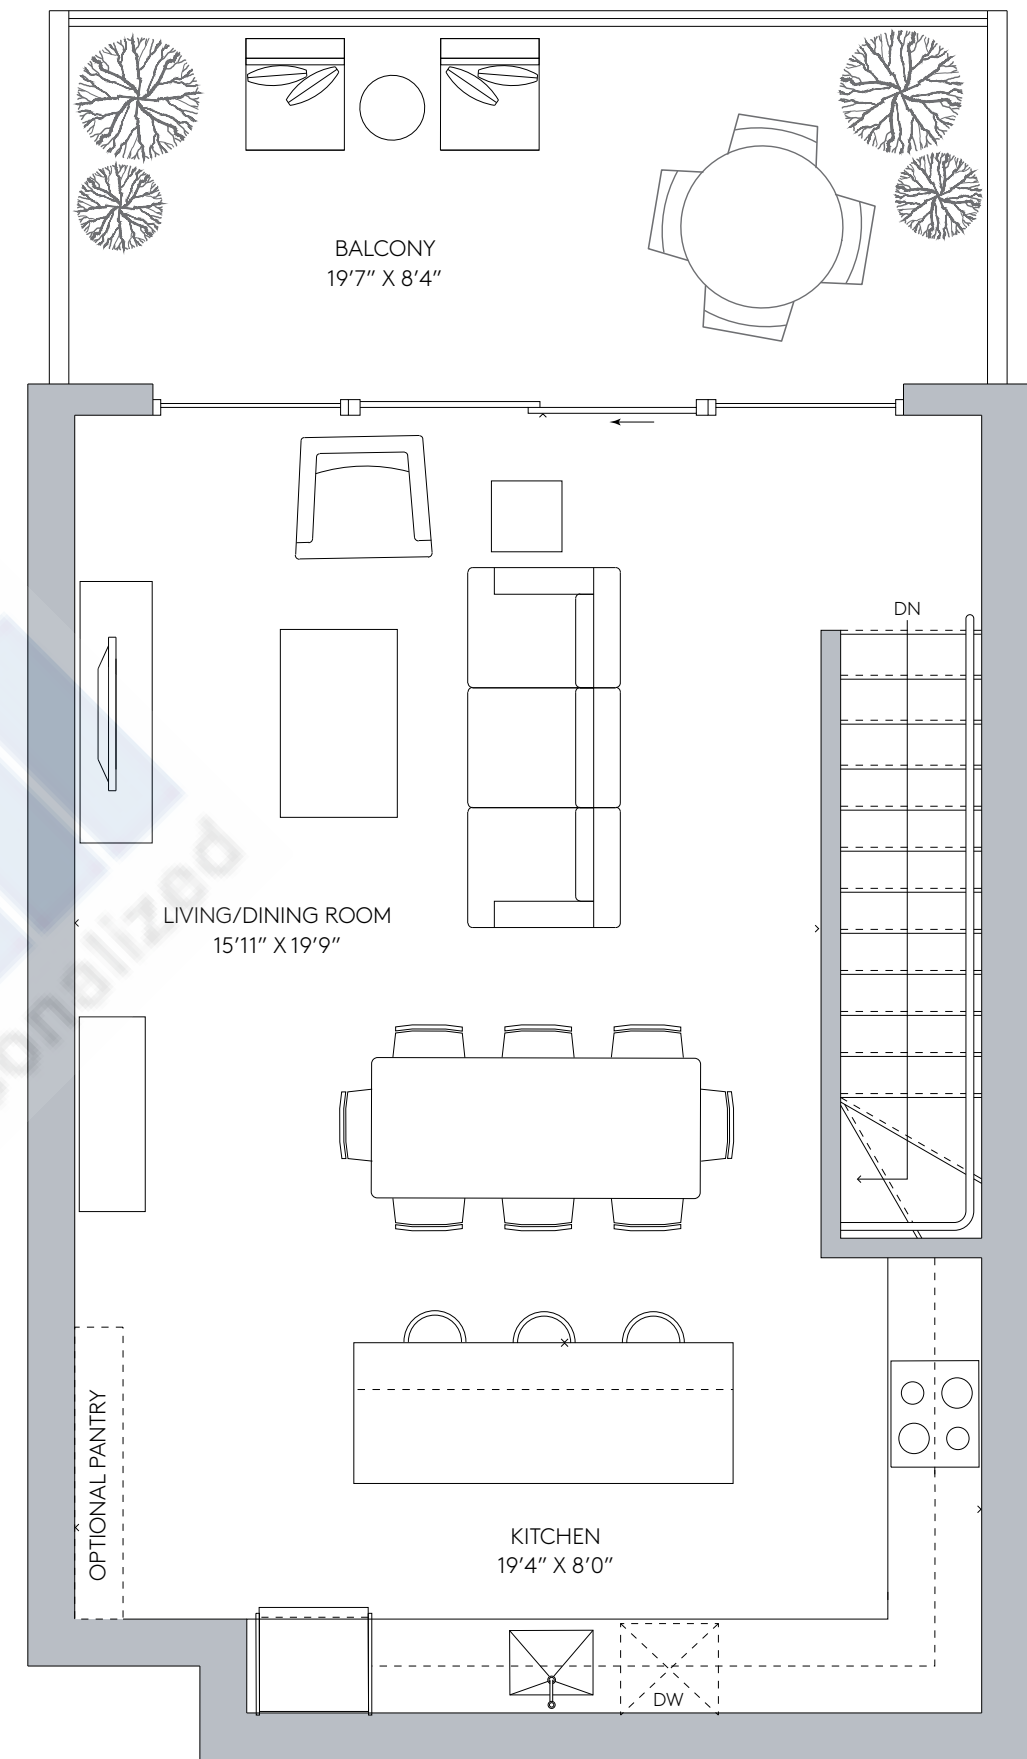 BALCONY
19'7" X 8'4"
DN
LIVING/DINING ROOM
15'11" X 19'9"
OPTIONAL PANTRY
KITCHEN
19'4" X 8'0"
DW